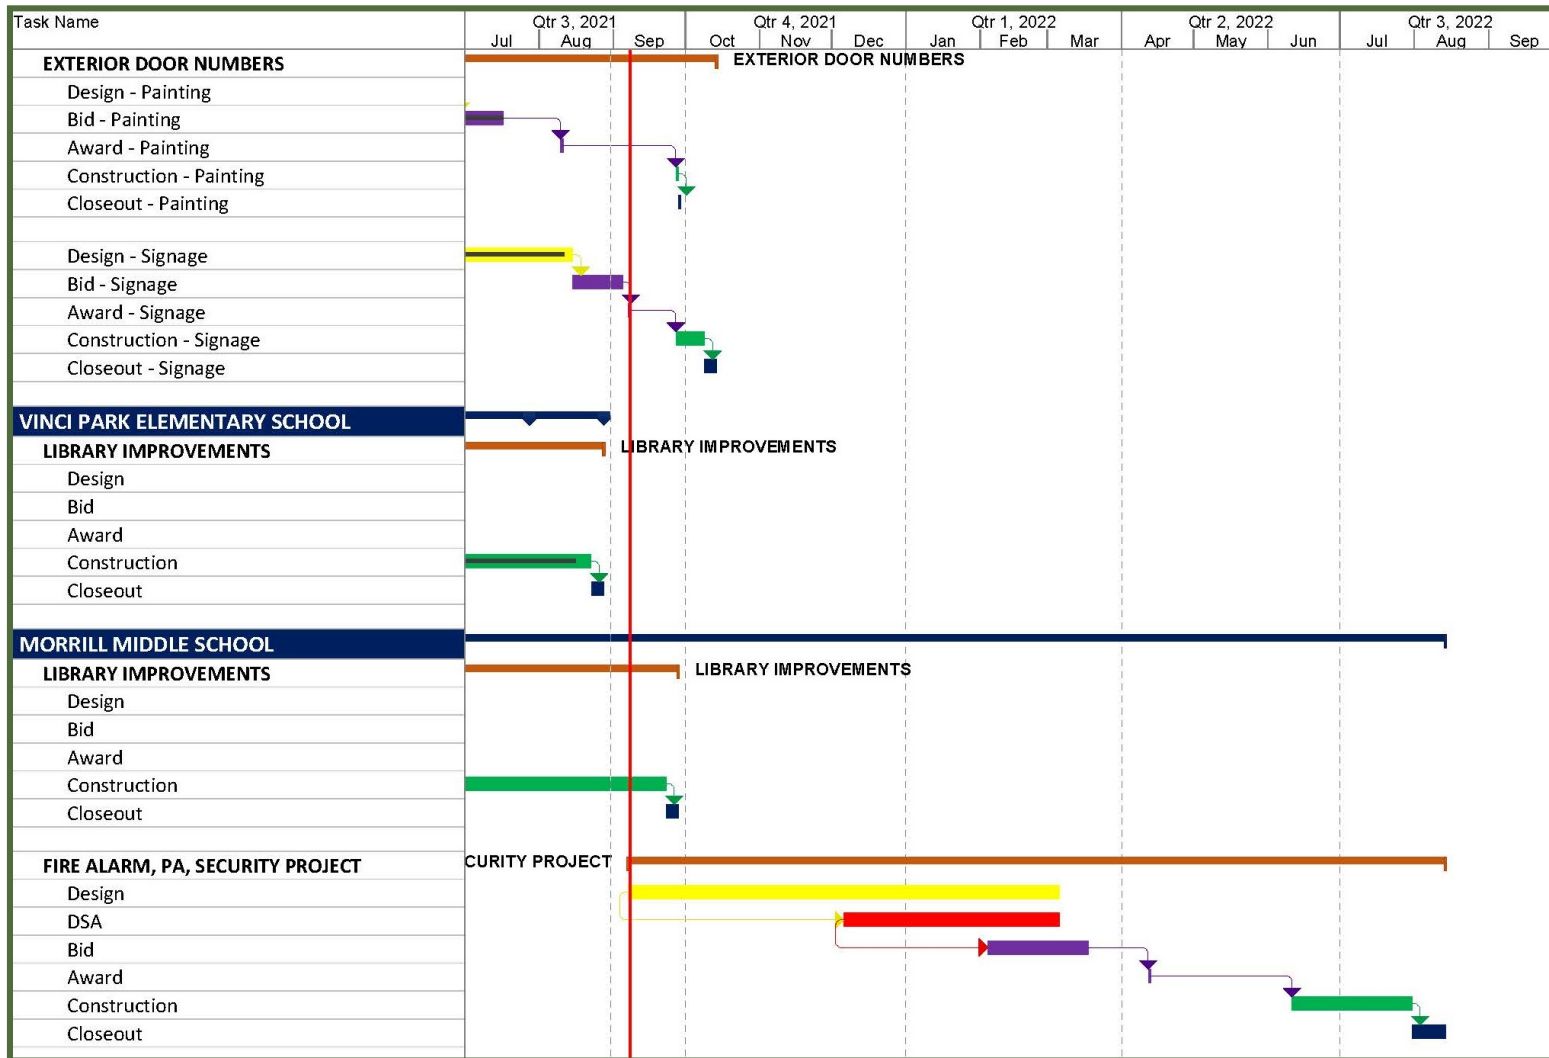 Task Name Qtr 3, 2021 Qtr 4, 2021 Qtr 1, 2022 Qtr 2, 2022 Qtr 3, 2022
Jul Aug Sep Oct Nov Dec Jan Feb Mar Apr May Jun Jul Aug Sep
EXTERIOR DOOR NUMBERS EXTERIOR DOOR NUMBERS
Design - Painting
Bid - Painting
Award - Painting
Construction - Painting
Closeout - Painting
Design - Signage
Bid - Signage
Award - Signage
Construction - Signage
Closeout - Signage
VINCI PARK ELEMENTARY SCHOOL
LIBRARY IMPROVEMENTS LIBRARY IMPROVEMENTS
Design
Bid
Award
Construction
Closeout
MORRILL MIDDLE SCHOOL
LIBRARY IMPROVEMENTS LIBRARY IMPROVEMENTS
Design
Bid
Award
Construction
Closeout
FIRE ALARM, PA, SECURITY PROJECT CURITY PROJECT
Design
DSA
Bid
Award
Construction
Closeout